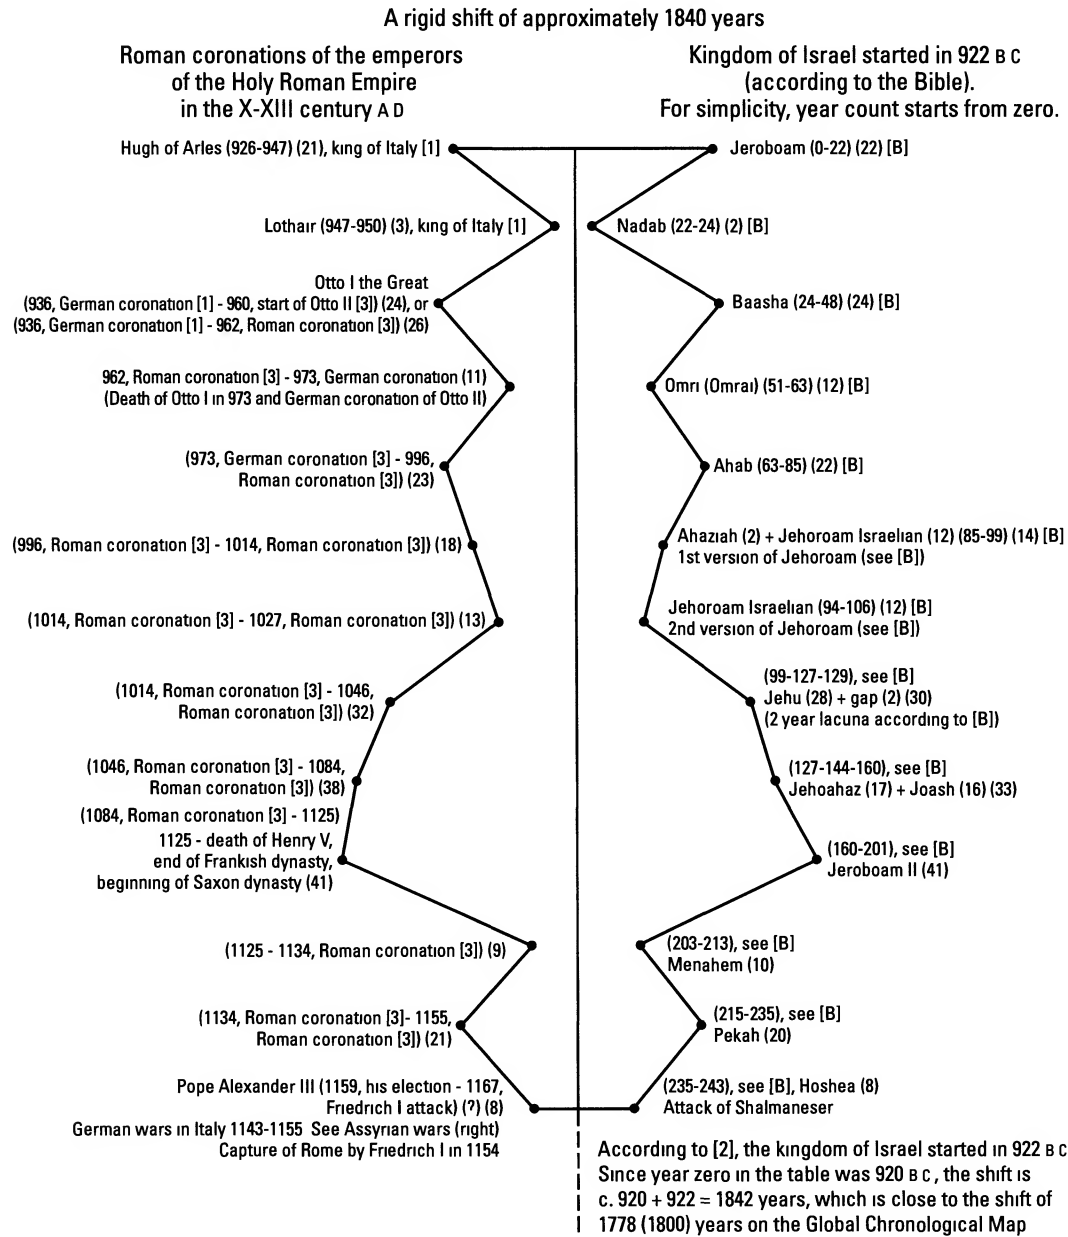 A rigid shift of approximately 1840 years
Roman coronations of the emperors
of the Holy Roman Empire
in the X-XIII century A D
Kingdom of Israel started in 922 B C
(according to the Bible).
For simplicity, year count starts from zero.
Hugh of Arles (926-947) (21), king of Italy [1]
Jeroboam (0-22) (22) [B]
Lothair (947-950) (3), king of Italy [1]
Nadab (22-24) (2) [B]
Otto I the Great
(936, German coronation [1] - 960, start of Otto II [3]) (24), or
(936, German coronation [1] - 962, Roman coronation [3]) (26)
Baasha (24-48) (24) [B]
962, Roman coronation [3] - 973, German coronation (11)
(Death of Otto I in 973 and German coronation of Otto II)
Omri (Omrai) (51-63) (12) [B]
(973, German coronation [3] - 996,
Roman coronation [3]) (23)
Ahab (63-85) (22) [B]
(996, Roman coronation [3] - 1014, Roman coronation [3]) (18)
Ahaziah (2) + Jehoroam Israelian (12) (85-99) (14) [B]
1st version of Jehoroam (see [B])
(1014, Roman coronation [3] - 1027, Roman coronation [3]) (13)
Jehoroam Israelian (94-106) (12) [B]
2nd version of Jehoroam (see [B])
(1014, Roman coronation [3] - 1046,
Roman coronation [3]) (32)
(99-127-129), see [B]
Jehu (28) + gap (2) (30)
(2 year lacuna according to [B])
(1046, Roman coronation [3] - 1084,
Roman coronation [3]) (38)
(127-144-160), see [B]
Jehoahaz (17) + Joash (16) (33)
(1084, Roman coronation [3] - 1125)
1125 - death of Henry V,
end of Frankish dynasty,
beginning of Saxon dynasty (41)
(160-201), see [B]
Jeroboam II (41)
(1125 - 1134, Roman coronation [3]) (9)
(203-213), see [B]
Menahem (10)
(1134, Roman coronation [3]- 1155,
Roman coronation [3]) (21)
(215-235), see [B]
Pekah (20)
Pope Alexander III (1159, his election - 1167,
Friedrich I attack) (?) (8)
German wars in Italy 1143-1155 See Assyrian wars (right)
Capture of Rome by Friedrich I in 1154
(235-243), see [B], Hoshea (8)
Attack of Shalmaneser
According to [2], the kingdom of Israel started in 922 B C
Since year zero in the table was 920 B C, the shift is
c. 920 + 922 = 1842 years, which is close to the shift of
1778 (1800) years on the Global Chronological Map